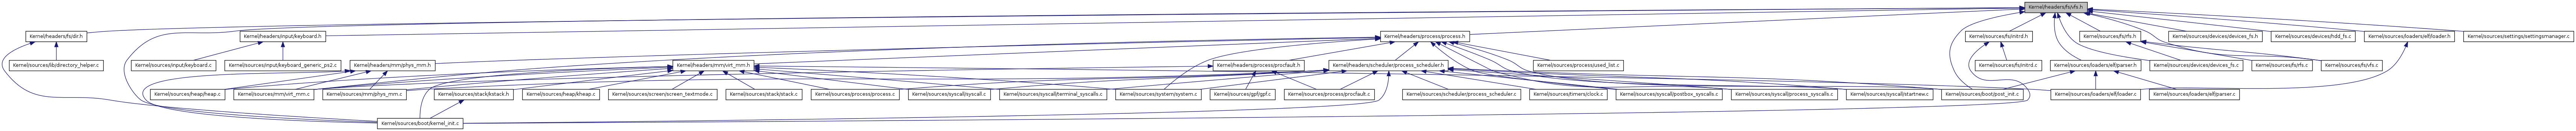 Kernel/headers/fs/vfs.h
Kernel/headers/fs/dir.h
Kernel/headers/input/keyboard.h
Kernel/headers/process/process.h
Kernel/sources/fs/intrd.h
Kernel/sources/fs/rfs.h
Kernel/sources/devices/devices_fs.h
Kernel/sources/devices/hdd_fs.c
Kernel/sources/loaders/elf/loader.h
Kernel/sources/settings/settingsmanager.c
Kernel/sources/lib/directory_helper.c
Kernel/sources/input/keyboard.c
Kernel/sources/input/keyboard_generic_ps2.c
Kernel/headers/mm/phys_mm.h
Kernel/headers/mm/virt_mm.h
Kernel/headers/process/procfault.h
Kernel/headers/scheduler/process_scheduler.h
Kernel/sources/process/used_list.c
Kernel/sources/fs/initrd.c
Kernel/sources/loaders/elf/parser.h
Kernel/sources/devices/devices_fs.c
Kernel/sources/fs/rfs.c
Kernel/sources/fs/vfs.c
Kernel/sources/heap/heap.c
Kernel/sources/mm/virt_mm.c
Kernel/sources/mm/phys_mm.c
Kernel/sources/stack/kstack.h
Kernel/sources/heap/kheap.c
Kernel/sources/screen/screen_textmode.c
Kernel/sources/stack/stack.c
Kernel/sources/process/process.c
Kernel/sources/syscall/syscall.c
Kernel/sources/syscall/terminal_syscalls.c
Kernel/sources/system/system.c
Kernel/sources/gpf/gpf.c
Kernel/sources/process/procfault.c
Kernel/sources/scheduler/process_scheduler.c
Kernel/sources/timers/clock.c
Kernel/sources/syscall/postbox_syscalls.c
Kernel/sources/syscall/process_syscalls.c
Kernel/sources/syscall/startnew.c
Kernel/sources/boot/post_init.c
Kernel/sources/loaders/elf/loader.c
Kernel/sources/loaders/elf/parser.c
Kernel/sources/boot/kernel_init.c